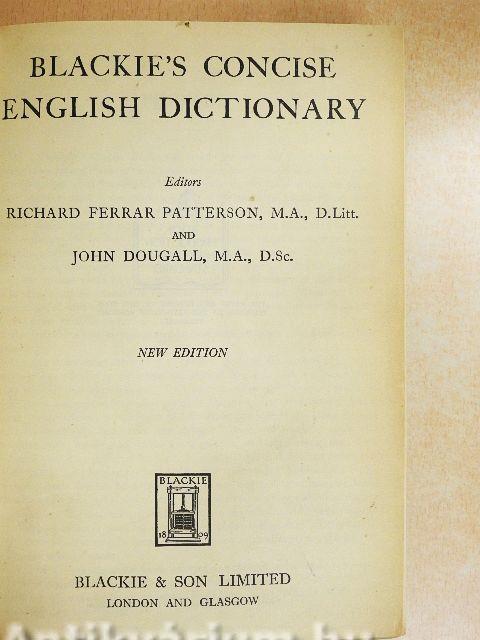 BLACKIE'S CONCISE
ENGLISH DICTIONARY
Editors
RICHARD FERRAR PATTERSON, M.A., D.Litt.
AND
JOHN DOUGALL, M.A., D.Sc.
NEW EDITION
BLACKIE
18 09
BLACKIE & SON LIMITED
LONDON AND GLASGOW
Antikvárium.hu